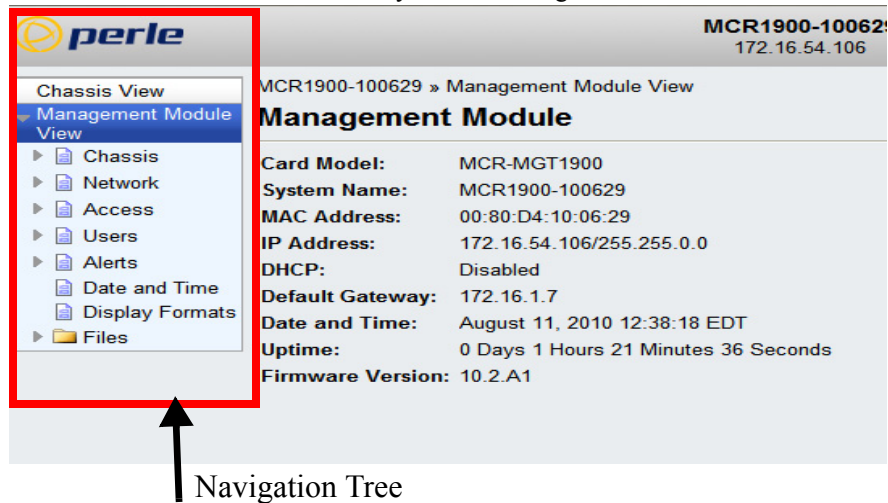 perle
MCR1900-100629
172.16.54.106
Chassis View
Management Module
View
Chassis
Network
Access
Users
Alerts
Date and Time
Display Formats
Files
MCR1900-100629 » Management Module View
Management Module
Card Model: MCR-MGT1900
System Name: MCR1900-100629
MAC Address: 00:80:D4:10:06:29
IP Address: 172.16.54.106/255.255.0.0
DHCP: Disabled
Default Gateway: 172.16.1.7
Date and Time: August 11, 2010 12:38:18 EDT
Uptime: 0 Days 1 Hours 21 Minutes 36 Seconds
Firmware Version: 10.2.A1
Navigation Tree